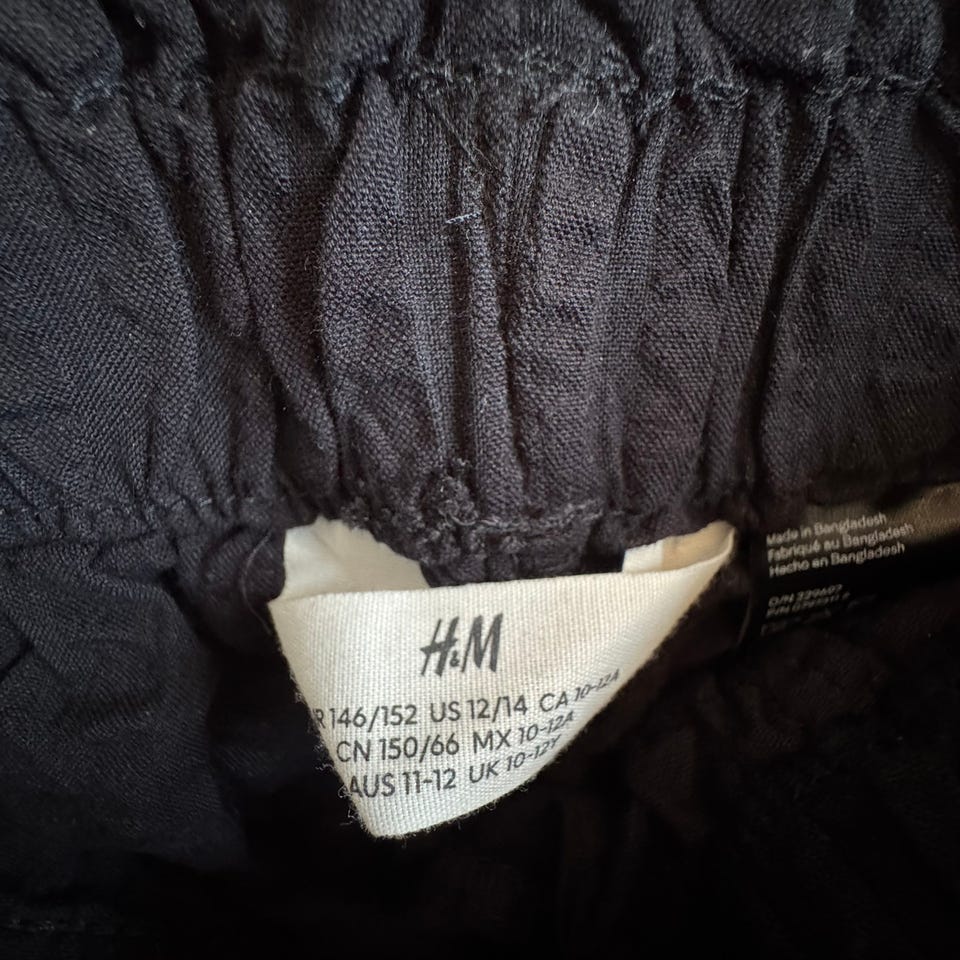 H&M
R 146/152 US 12/14 CA 10-12A
CN 150/66 MX 10-12A
AUS 11-12 UK 10-12Y
Made in Bangladesh
Fabriqué au Bangladesh
Hecho en Bangladesh
O/N 329607
P/N